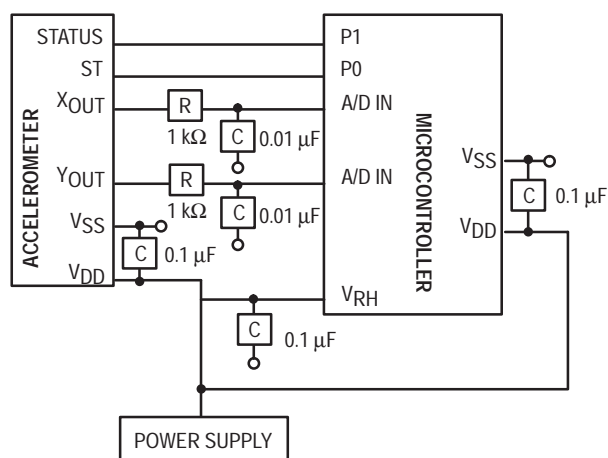 ACCELEROMETER
STATUS
ST
XOUT
YOUT
VSS
VDD
R
1 kΩ
C
0.01 μF
R
1 kΩ
C
0.01 μF
C
0.1 μF
C
0.1 μF
MICROCONTROLLER
P1
P0
A/D IN
A/D IN
VRH
VSS
VDD
C
0.1 μF
POWER SUPPLY